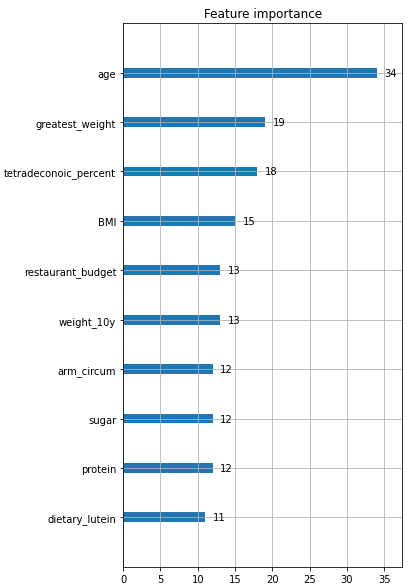 Feature importance
age 34
greatest_weight 19
tetradeconoic_percent 18
BMI 15
restaurant_budget 13
weight_10y 13
arm_circum 12
sugar 12
protein 12
dietary_lutein 11
0 5 10 15 20 25 30 35